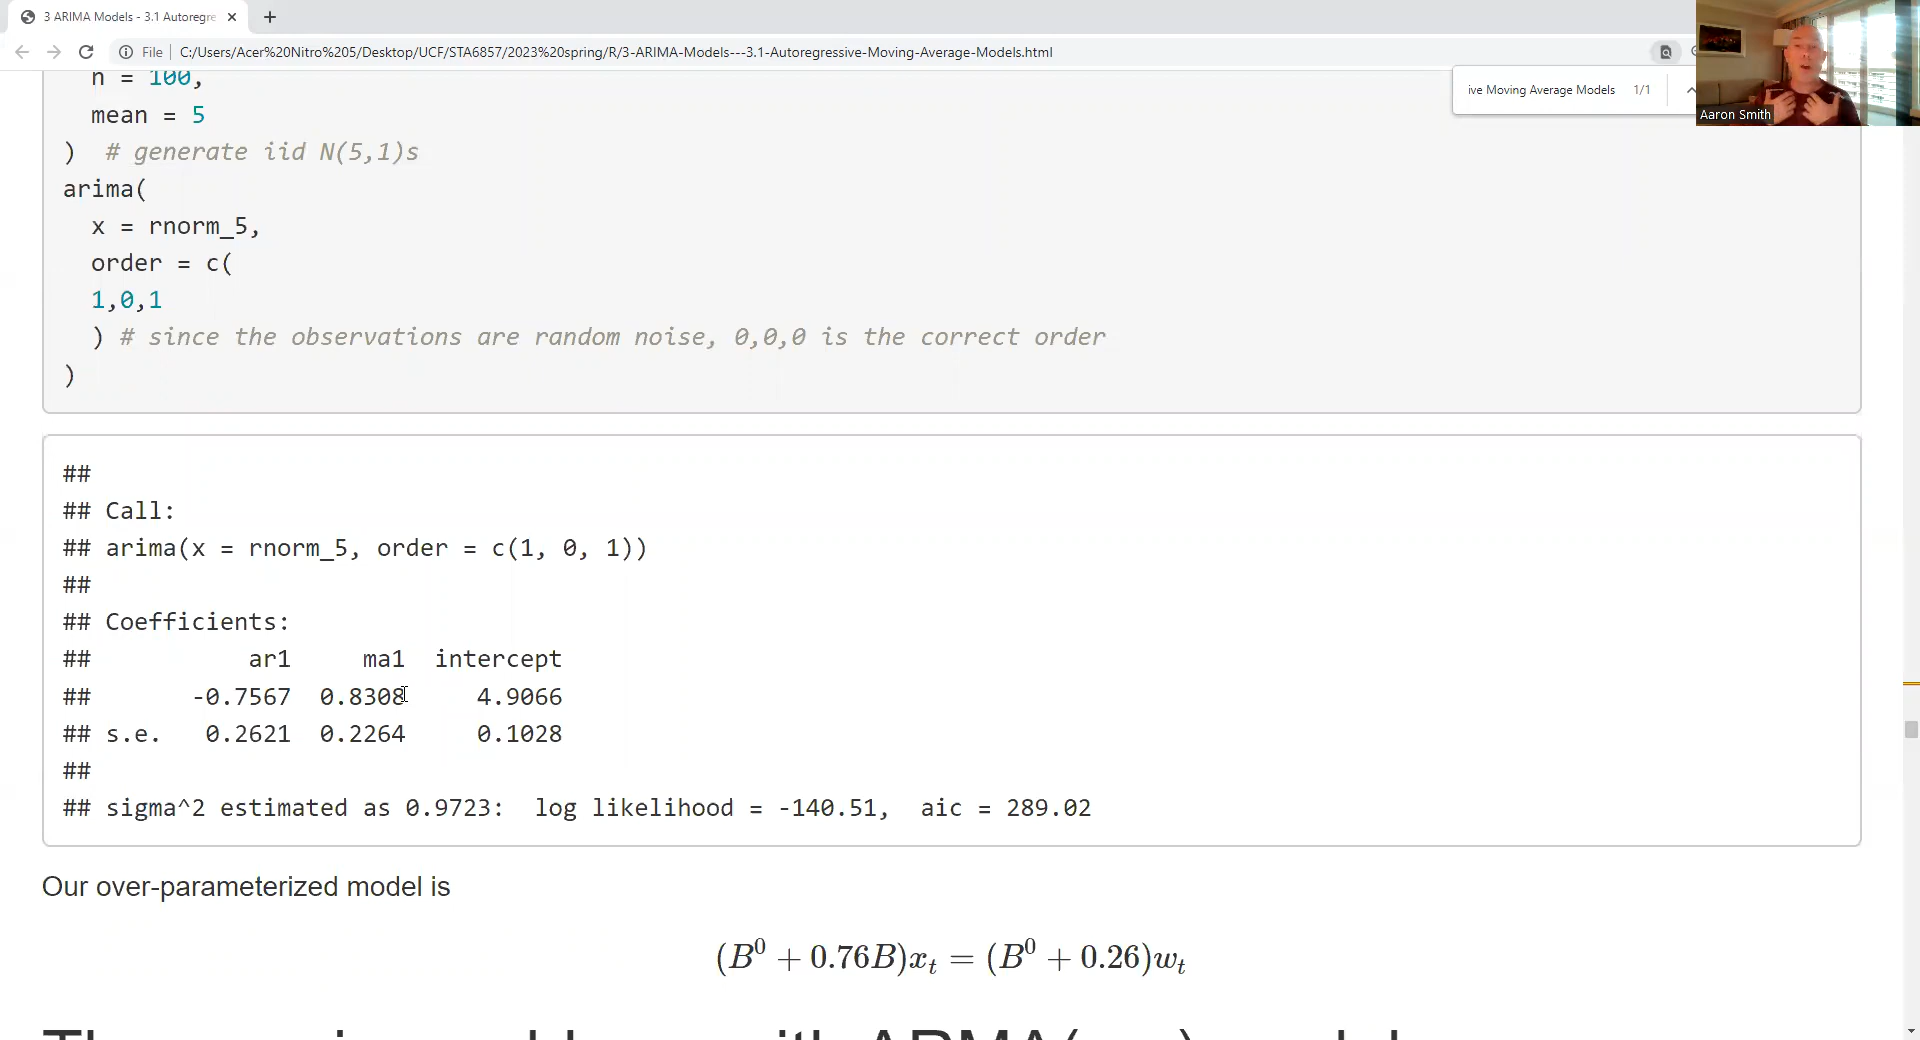 3 ARIMA Models - 3.1 Autoregre
File C:/Users/Acer%20Nitro%205/Desktop/UCF/STA6857/2023%20spring/R/3-ARIMA-Models---3.1-Autoregressive-Moving-Average-Models.html
ive Moving Average Models 1/1
Aaron Smith
n = 100,
mean = 5
) # generate iid N(5,1)s
arima(
x = rnorm_5,
order = c(
1,0,1
) # since the observations are random noise, 0,0,0 is the correct order
)
##
## Call:
## arima(x = rnorm_5, order = c(1, 0, 1))
##
## Coefficients:
## ar1 ma1 intercept
## -0.7567 0.8308 4.9066
## s.e. 0.2621 0.2264 0.1028
##
## sigma^2 estimated as 0.9723: log likelihood = -140.51, aic = 289.02
Our over-parameterized model is
(B⁰ + 0.76B)xₜ = (B⁰ + 0.26)wₜ